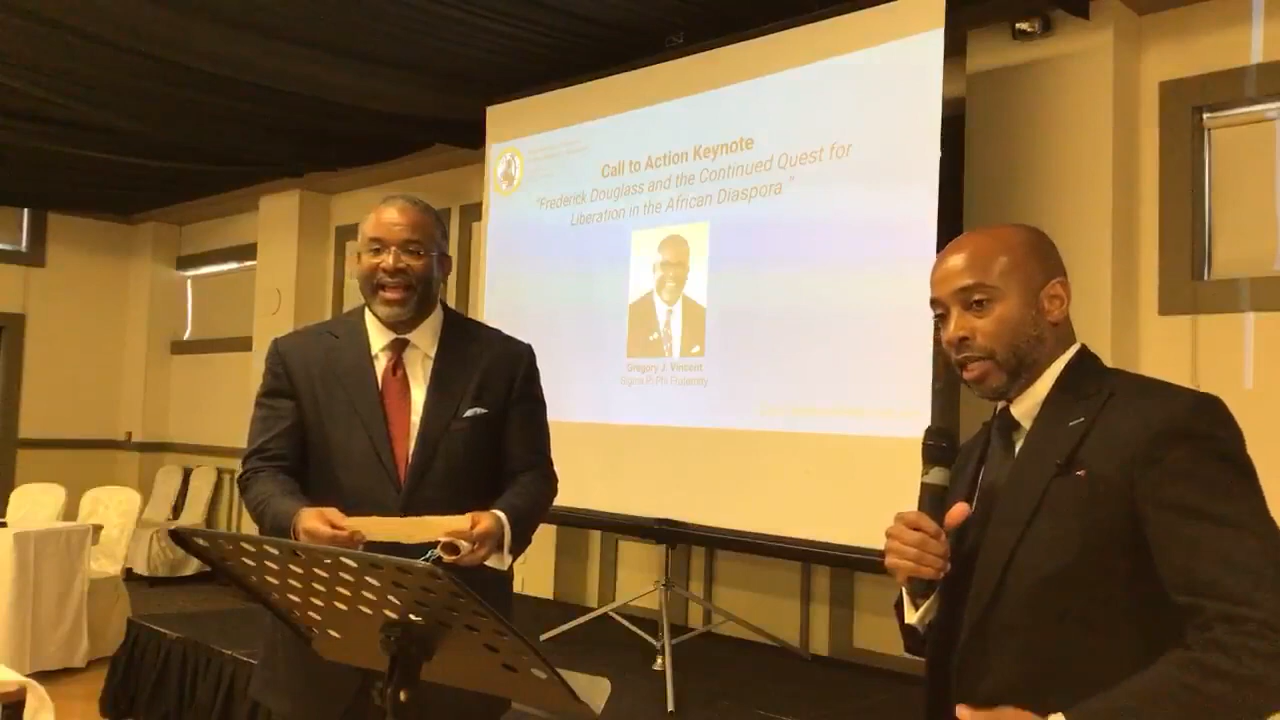 Call to Action Keynote
"Frederick Douglass and the Continued Quest for
Liberation in the African Diaspora"
Gregory J. Vincent
Sigma Pi Phi Fraternity